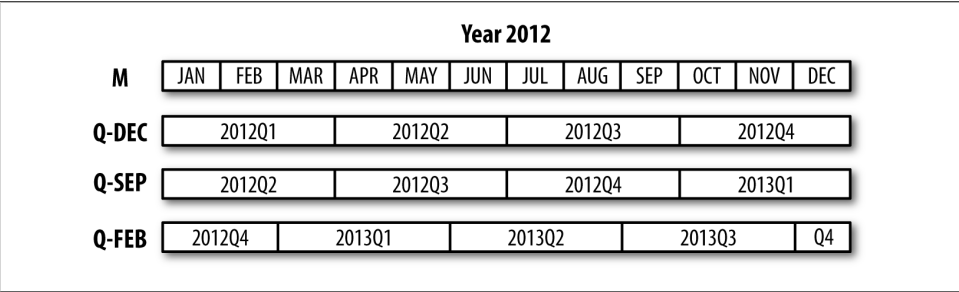 Year 2012
M JAN FEB MAR APR MAY JUN JUL AUG SEP OCT NOV DEC
Q-DEC 2012Q1 2012Q2 2012Q3 2012Q4
Q-SEP 2012Q2 2012Q3 2012Q4 2013Q1
Q-FEB 2012Q4 2013Q1 2013Q2 2013Q3 Q4